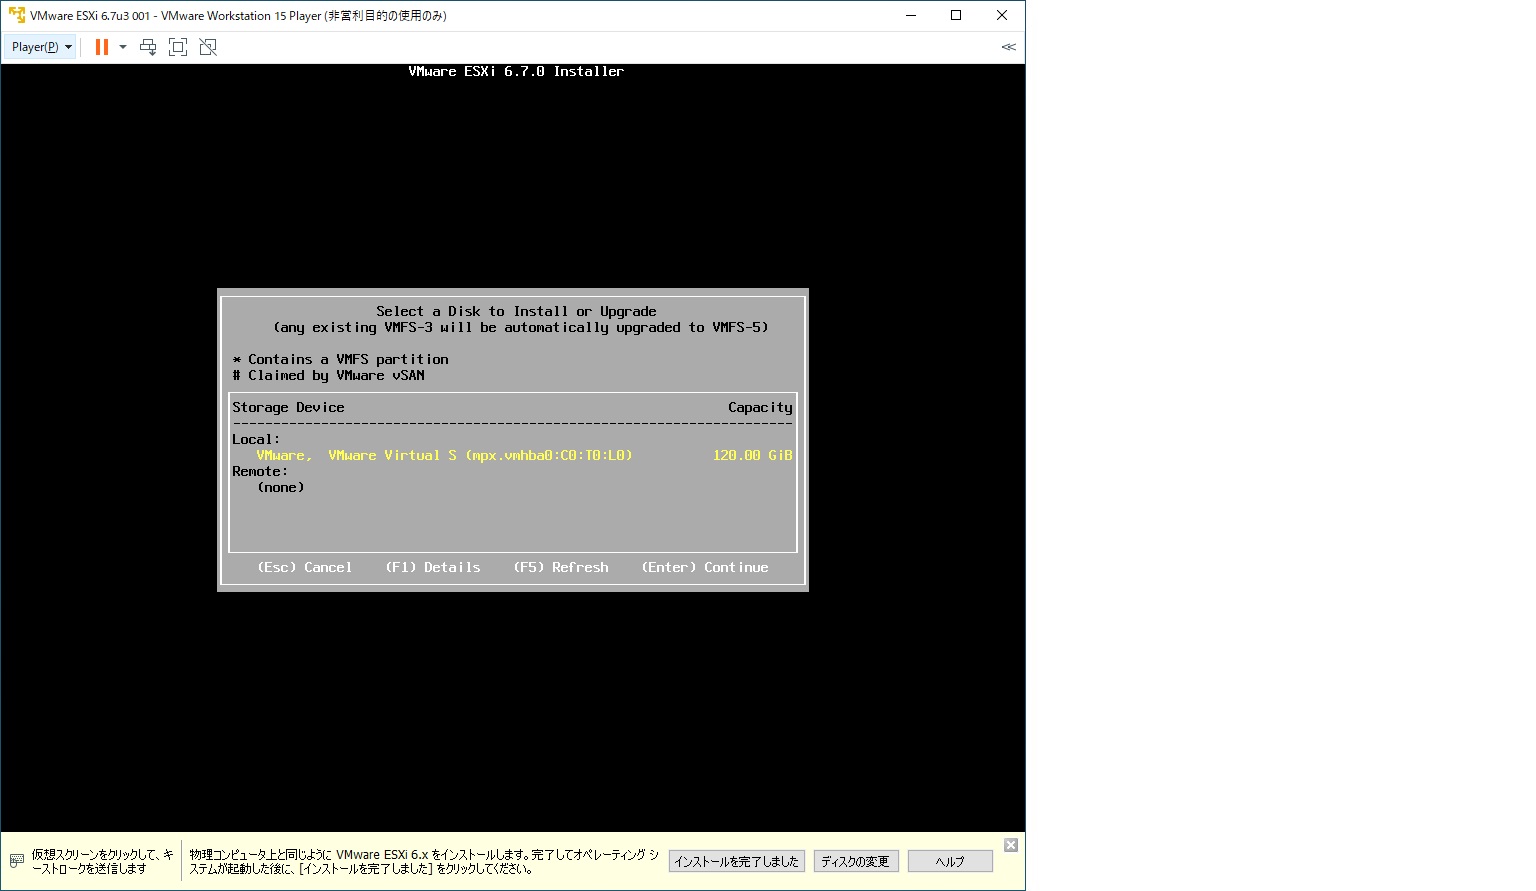 VMware ESXi 6.7u3 001 - VMware Workstation 15 Player (非営利目的の使用のみ)
Player(P)
VMware ESXi 6.7.0 Installer
Select a Disk to Install or Upgrade
(any existing VMFS-3 will be automatically upgraded to VMFS-5)
* Contains a VMFS partition
# Claimed by VMware vSAN
Storage Device Capacity
--------------------------------------------------------------------
Local:
VMware,  VMware Virtual S (mpx.vmhba0:C0:T0:L0) 120.00 GiB
Remote:
(none)
(Esc) Cancel (F1) Details (F5) Refresh (Enter) Continue
仮想スクリーンをクリックして、キ
ーストロークを送信します
物理コンピュータ上と同じように VMware ESXi 6.x をインストールします。完了してオペレーティング シ
ステムが起動した後に、[インストールを完了しました] をクリックしてください。
インストールを完了しました ディスクの変更 ヘルプ